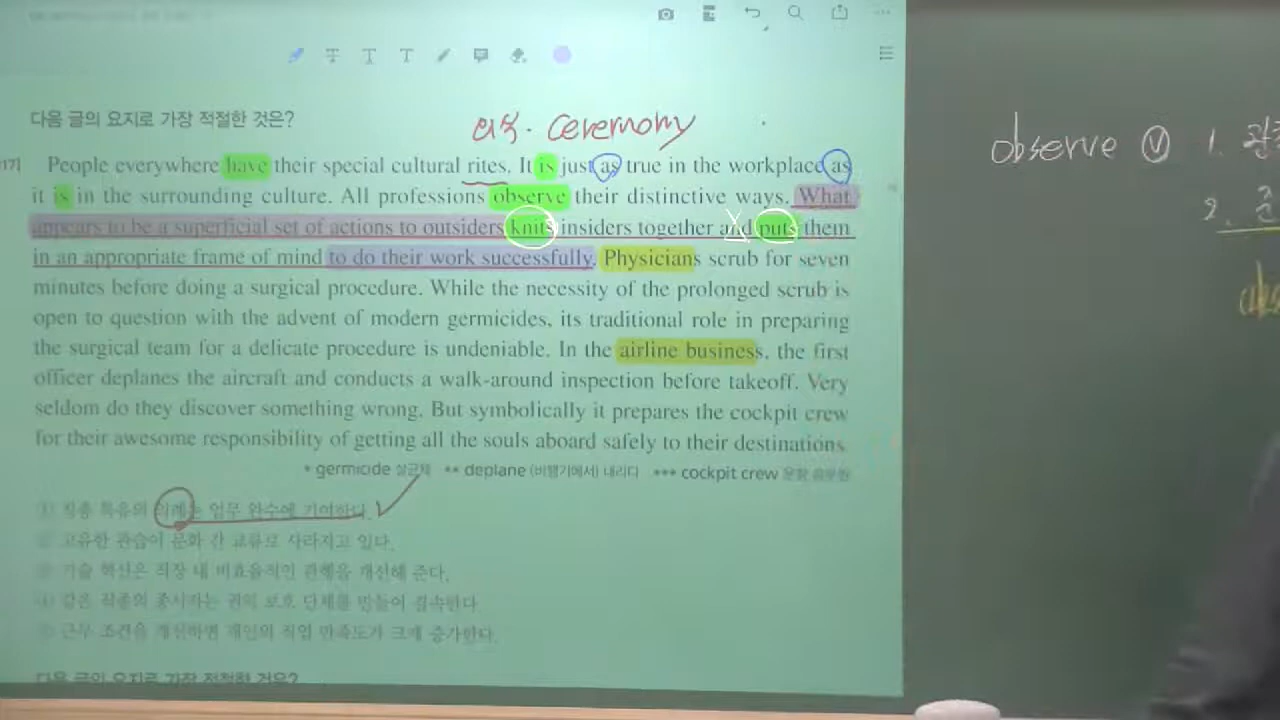 다음 글의 요지로 가장 적절한 것은?
의식. ceremony
17] People everywhere have their special cultural rites. It is just as true in the workplace as
it is in the surrounding culture. All professions observe their distinctive ways. What
appears to be a superficial set of actions to outsiders knits insiders together and puts them
in an appropriate frame of mind to do their work successfully. Physicians scrub for seven
minutes before doing a surgical procedure. While the necessity of the prolonged scrub is
open to question with the advent of modern germicides, its traditional role in preparing
the surgical team for a delicate procedure is undeniable. In the airline business, the first
officer deplanes the aircraft and conducts a walk-around inspection before takeoff. Very
seldom do they discover something wrong. But symbolically it prepares the cockpit crew
for their awesome responsibility of getting all the souls aboard safely to their destinations.
* germicide 살균제 ** deplane (비행기에서) 내리다 *** cockpit crew 운항 승무원
① 직종 특유의 의례는 업무 완수에 기여한다.
② 고유한 관습이 문화 간 교류로 사라지고 있다.
③ 기술 혁신은 직장 내 비효율적인 관행을 개선해 준다.
④ 같은 직종의 종사자는 권익 보호 단체를 만들어 결속한다.
⑤ 근무 조건을 개선하면 개인의 직업 만족도가 크게 증가한다.
다음 글의 요지로 가장 적절한 것은?
observe ⓥ 1.
2.